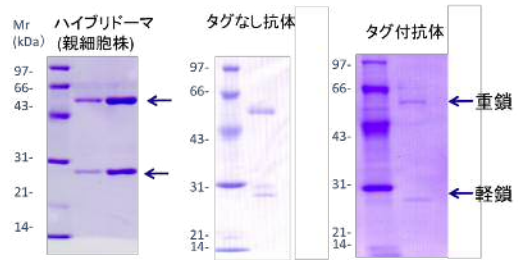 Mr
(kDa)
ハイブリドーマ
(親細胞株)
97-
66-
43-
31-
21-
14-
タグなし抗体
97-
66-
43-
31-
21-
14-
タグ付抗体
97-
66-
43-
31-
21-
14-
重鎖
軽鎖